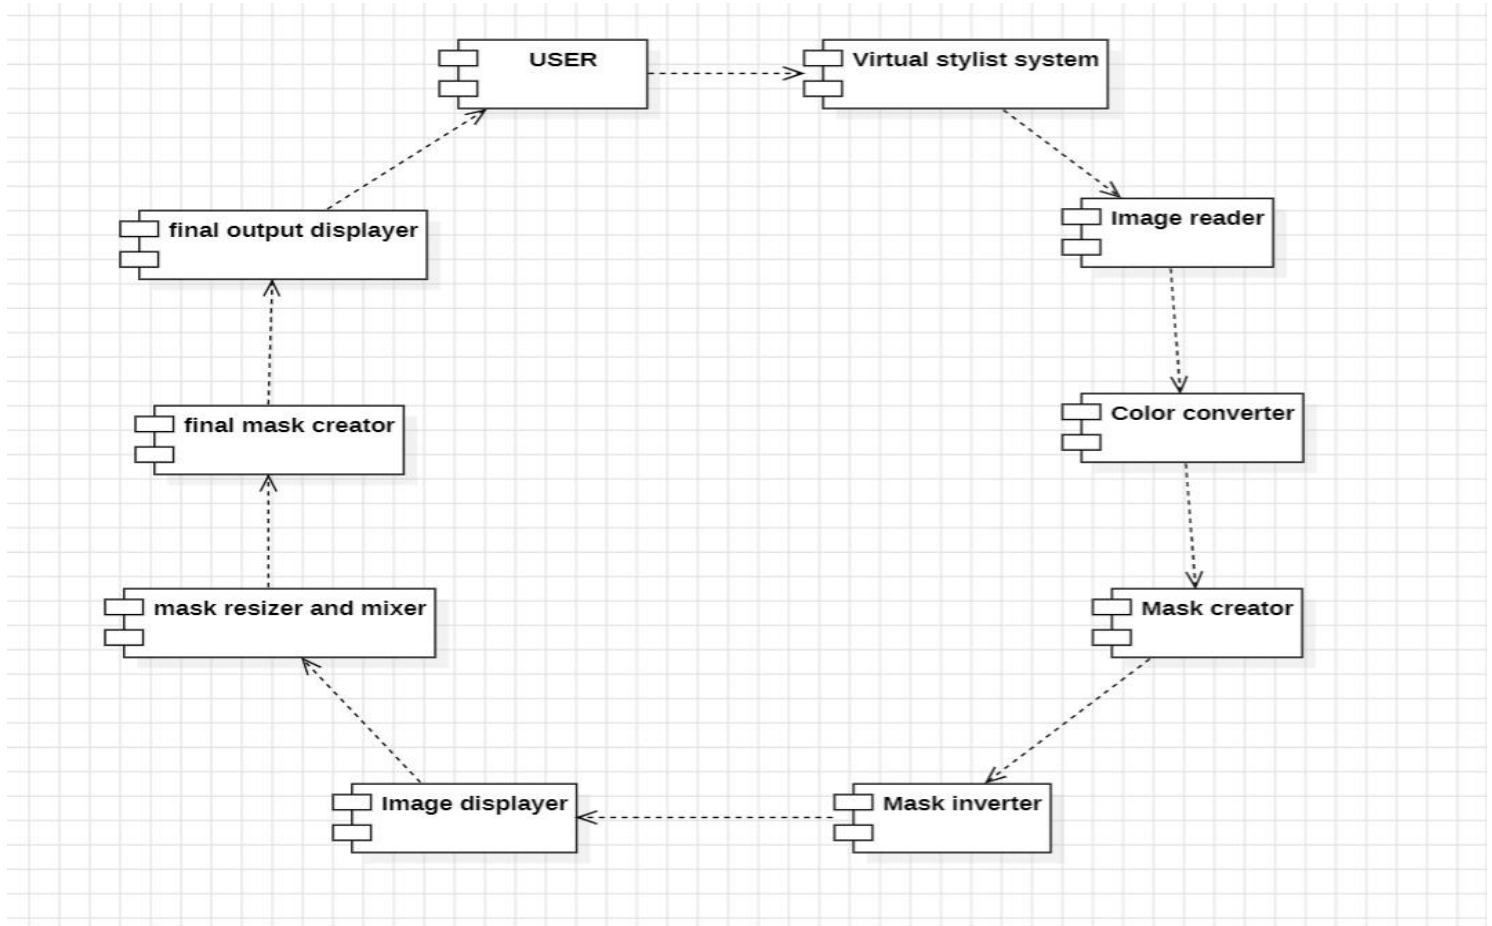 USER
Virtual stylist system
final output displayer
Image reader
final mask creator
Color converter
mask resizer and mixer
Mask creator
Image displayer
Mask inverter